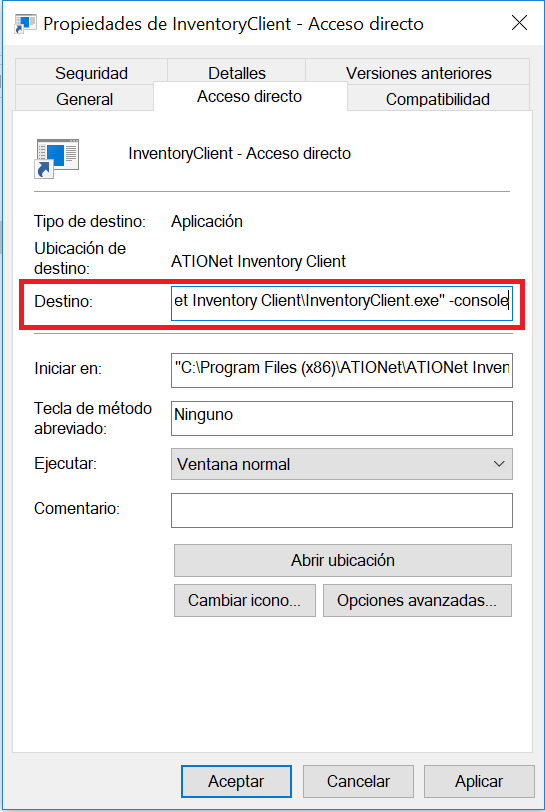 Propiedades de InventoryClient - Acceso directo
Seguridad Detalles Versiones anteriores
General Acceso directo Compatibilidad
InventoryClient - Acceso directo
Tipo de destino: Aplicación
Ubicación de
destino: ATIONet Inventory Client
Destino: et Inventory Client\InventoryClient.exe" -console
Iniciar en: "C:\Program Files (x86)\ATIONet\ATIONet Inven
Tecla de método
abreviado: Ninguno
Ejecutar: Ventana normal
Comentario:
Abrir ubicación
Cambiar icono... Opciones avanzadas...
Aceptar Cancelar Aplicar